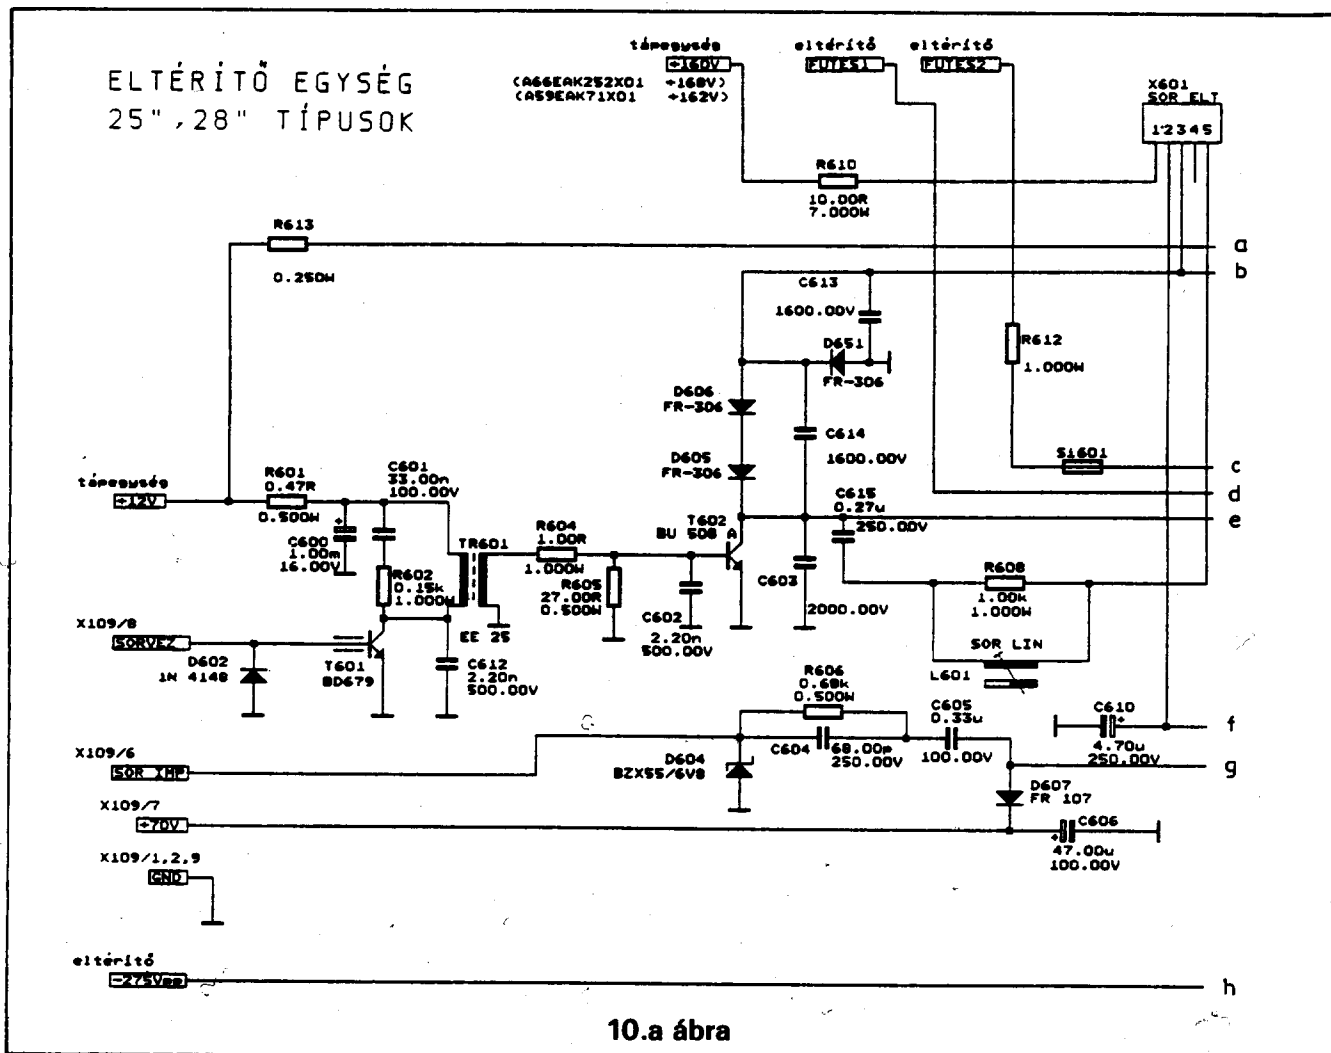 ELTÉRÍTŐ EGYSÉG
25", 28" TÍPUSOK
tápegység
+160V
(A66EAK252X01 +160V)
(A59EAK71X01 +162V)
eltérítő
FUTES1
eltérítő
FUTES2
X601
SOR ELT
1 2 3 4 5
R610
10.00R
7.000W
R613
0.250W
a
b
C613
1600.00V
D651
FR-306
R612
1.000W
D606
FR-306
C614
1600.00V
D605
FR-306
Si601
c
d
e
tápegység
+12V
R601
0.47R
0.500W
C601
33.00n
100.00V
C600
1.00m
16.00V
R602
0.15k
1.000W
TR601
EE 25
R604
1.00R
1.000W
R605
27.00R
0.500W
T602
BU 508 A
C615
0.27u
250.00V
C602
2.20n
500.00V
C603
2000.00V
R608
1.00k
1.000W
SOR LIN
L601
X109/8
SORVEZ
D602
1N 4148
T601
BD679
C612
2.20n
500.00V
R606
0.68k
0.500W
C604
68.00p
250.00V
C605
0.33u
100.00V
C610
4.70u
250.00V
f
X109/6
SOR IMP
D604
BZX55/6V8
g
D607
FR 107
X109/7
+70V
C606
47.00u
100.00V
X109/1,2,9
GND
eltérítő
-275Vpp
h
10.a ábra